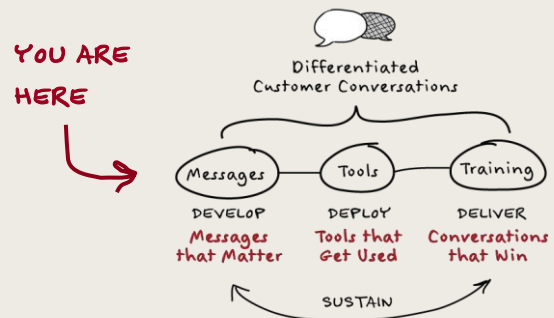 YOU ARE
HERE
Differentiated
Customer Conversations
Messages
Tools
Training
DEVELOP
Messages
that Matter
DEPLOY
Tools that
Get Used
DELIVER
Conversations
that Win
SUSTAIN